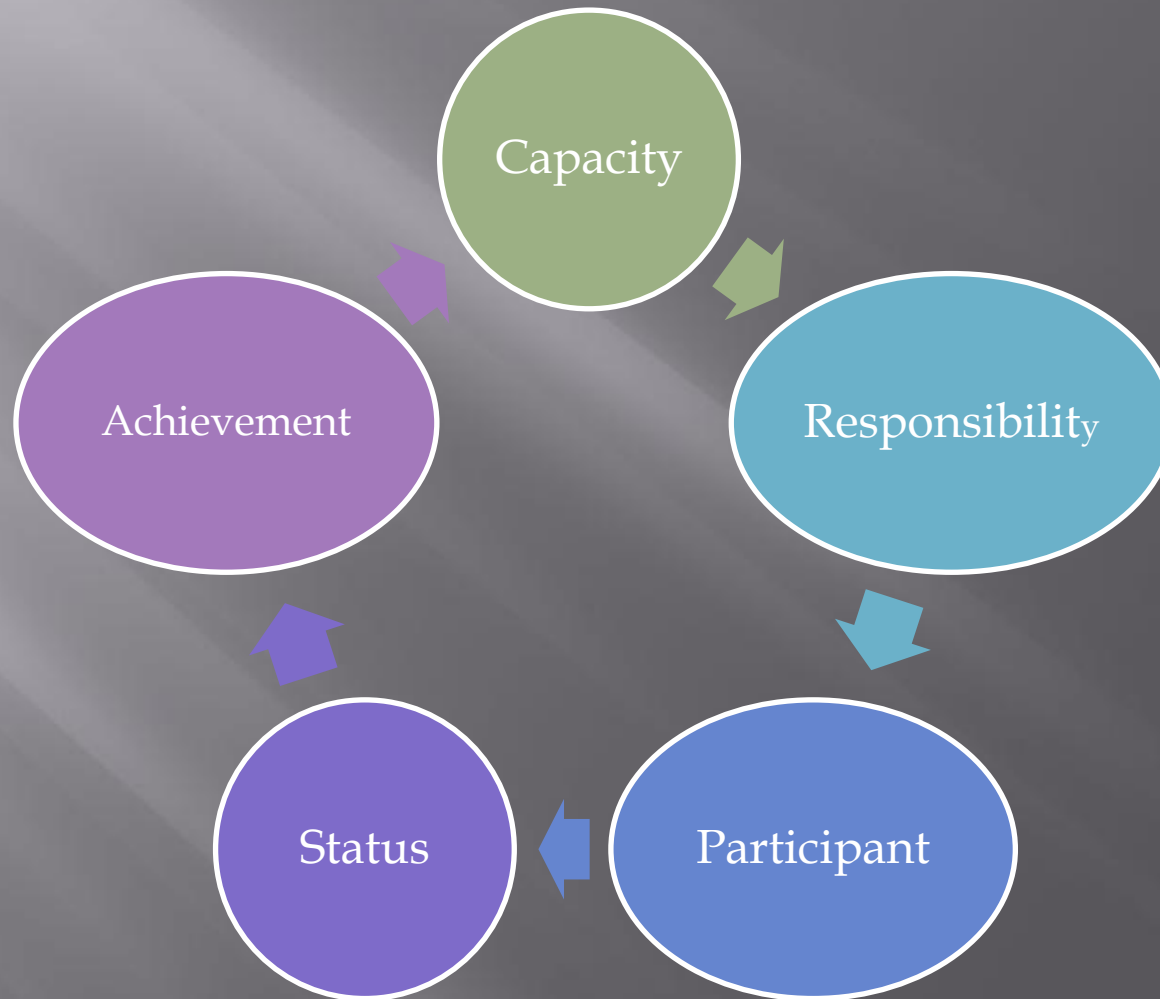 Capacity
Responsibility
Participant
Status
Achievement